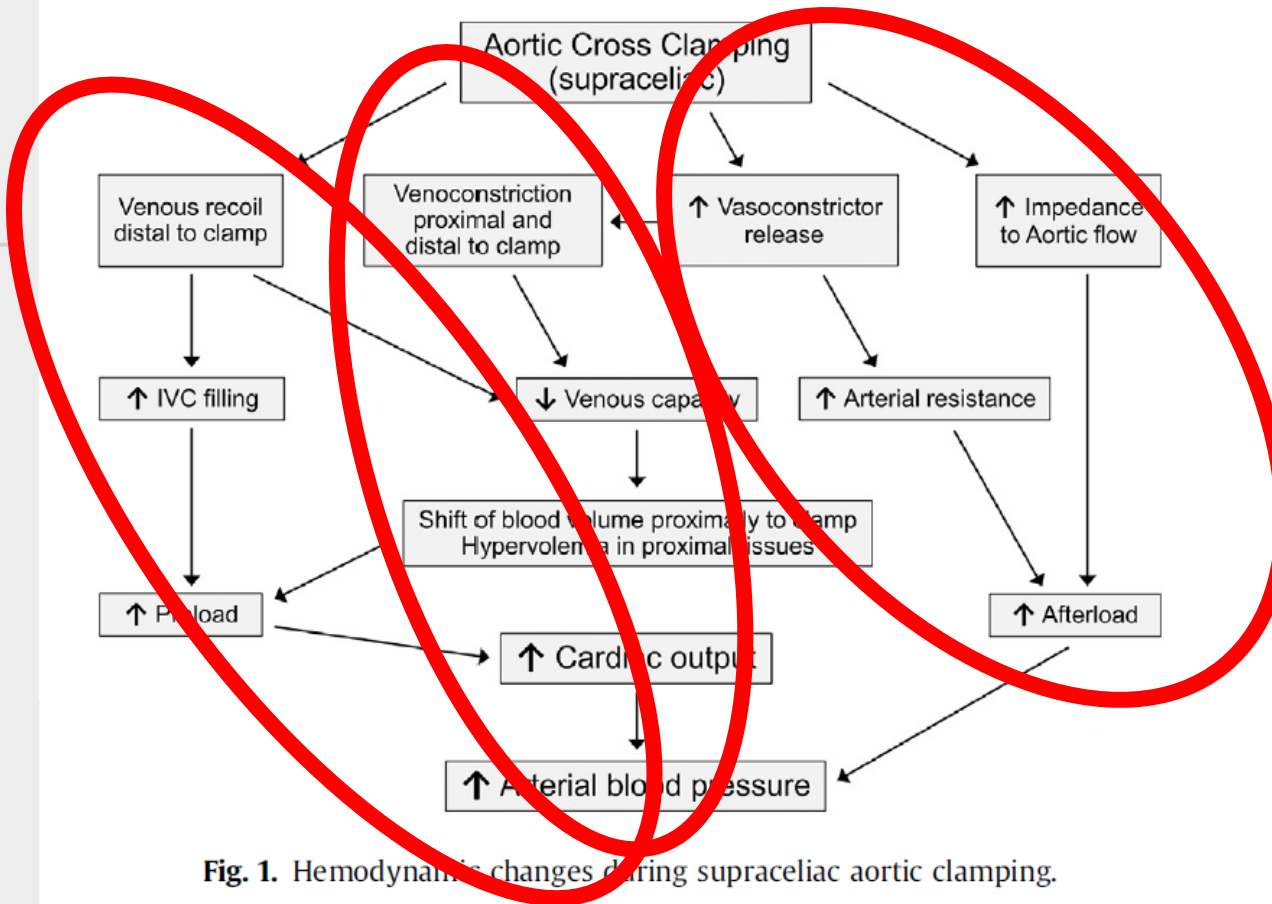 Aortic Cross Clamping
(supraceliac)
Venous recoil
distal to clamp
Venoconstriction
proximal and
distal to clamp
↑ Vasoconstrictor
release
↑ Impedance
to Aortic flow
↑ IVC filling
↓ Venous capacity
↑ Arterial resistance
Shift of blood volume proximally to clamp
Hypervolemia in proximal tissues
↑ Preload
↑ Afterload
↑ Cardiac output
↑ Arterial blood pressure
Fig. 1. Hemodynamic changes during supraceliac aortic clamping.